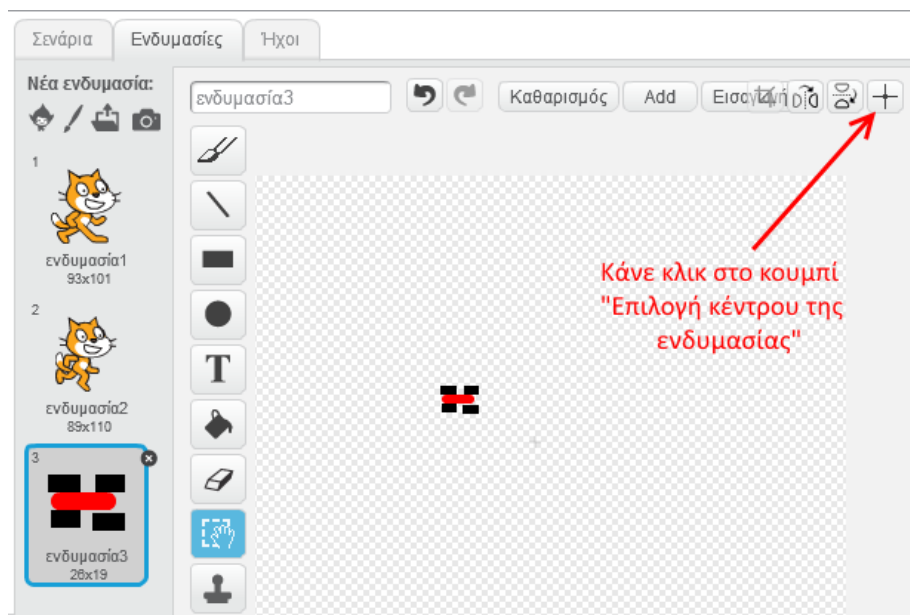 Σενάρια Ενδυμασίες Ήχοι
Νέα ενδυμασία:
ενδυμασία3 Καθαρισμός Add Εισαγωγή
1
ενδυμασία1
93x101
2
ενδυμασία2
89x110
3
ενδυμασία3
26x19
T
Κάνε κλικ στο κουμπί
"Επιλογή κέντρου της
ενδυμασίας"